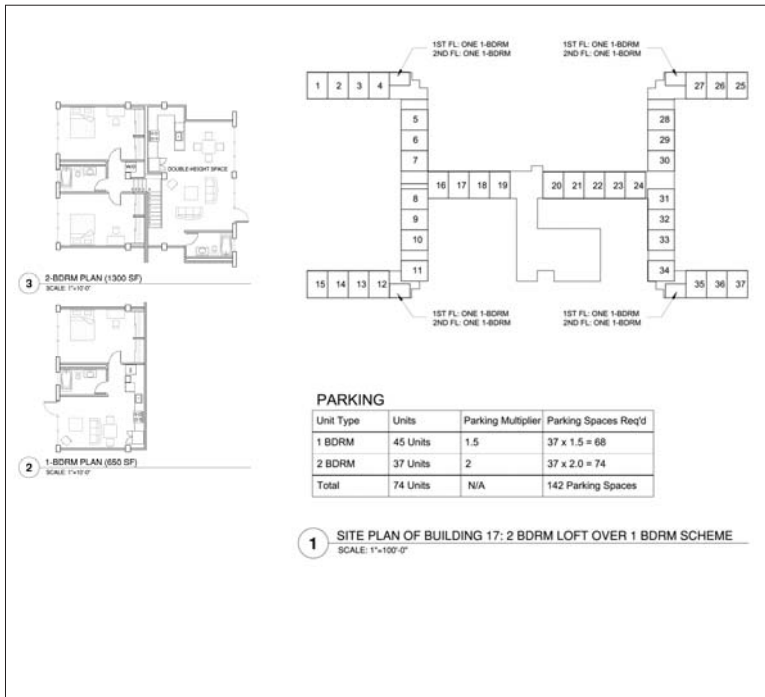 1ST FL: ONE 1-BDRM
2ND FL: ONE 1-BDRM
1ST FL: ONE 1-BDRM
2ND FL: ONE 1-BDRM
1 2 3 4
27 26 25
5
6
7
28
29
30
16 17 18 19
20 21 22 23 24
8
9
10
11
31
32
33
34
15 14 13 12
35 36 37
1ST FL: ONE 1-BDRM
2ND FL: ONE 1-BDRM
1ST FL: ONE 1-BDRM
2ND FL: ONE 1-BDRM
DOUBLE-HEIGHT SPACE
3 2-BDRM PLAN (1300 SF)
SCALE: 1"=10'0"
2 1-BDRM PLAN (650 SF)
SCALE: 1"=10'0"
PARKING
Unit Type Units Parking Multiplier Parking Spaces Req'd
1 BDRM 45 Units 1.5 37 x 1.5 = 68
2 BDRM 37 Units 2 37 x 2.0 = 74
Total 74 Units N/A 142 Parking Spaces
1 SITE PLAN OF BUILDING 17: 2 BDRM LOFT OVER 1 BDRM SCHEME
SCALE: 1"=100'-0"